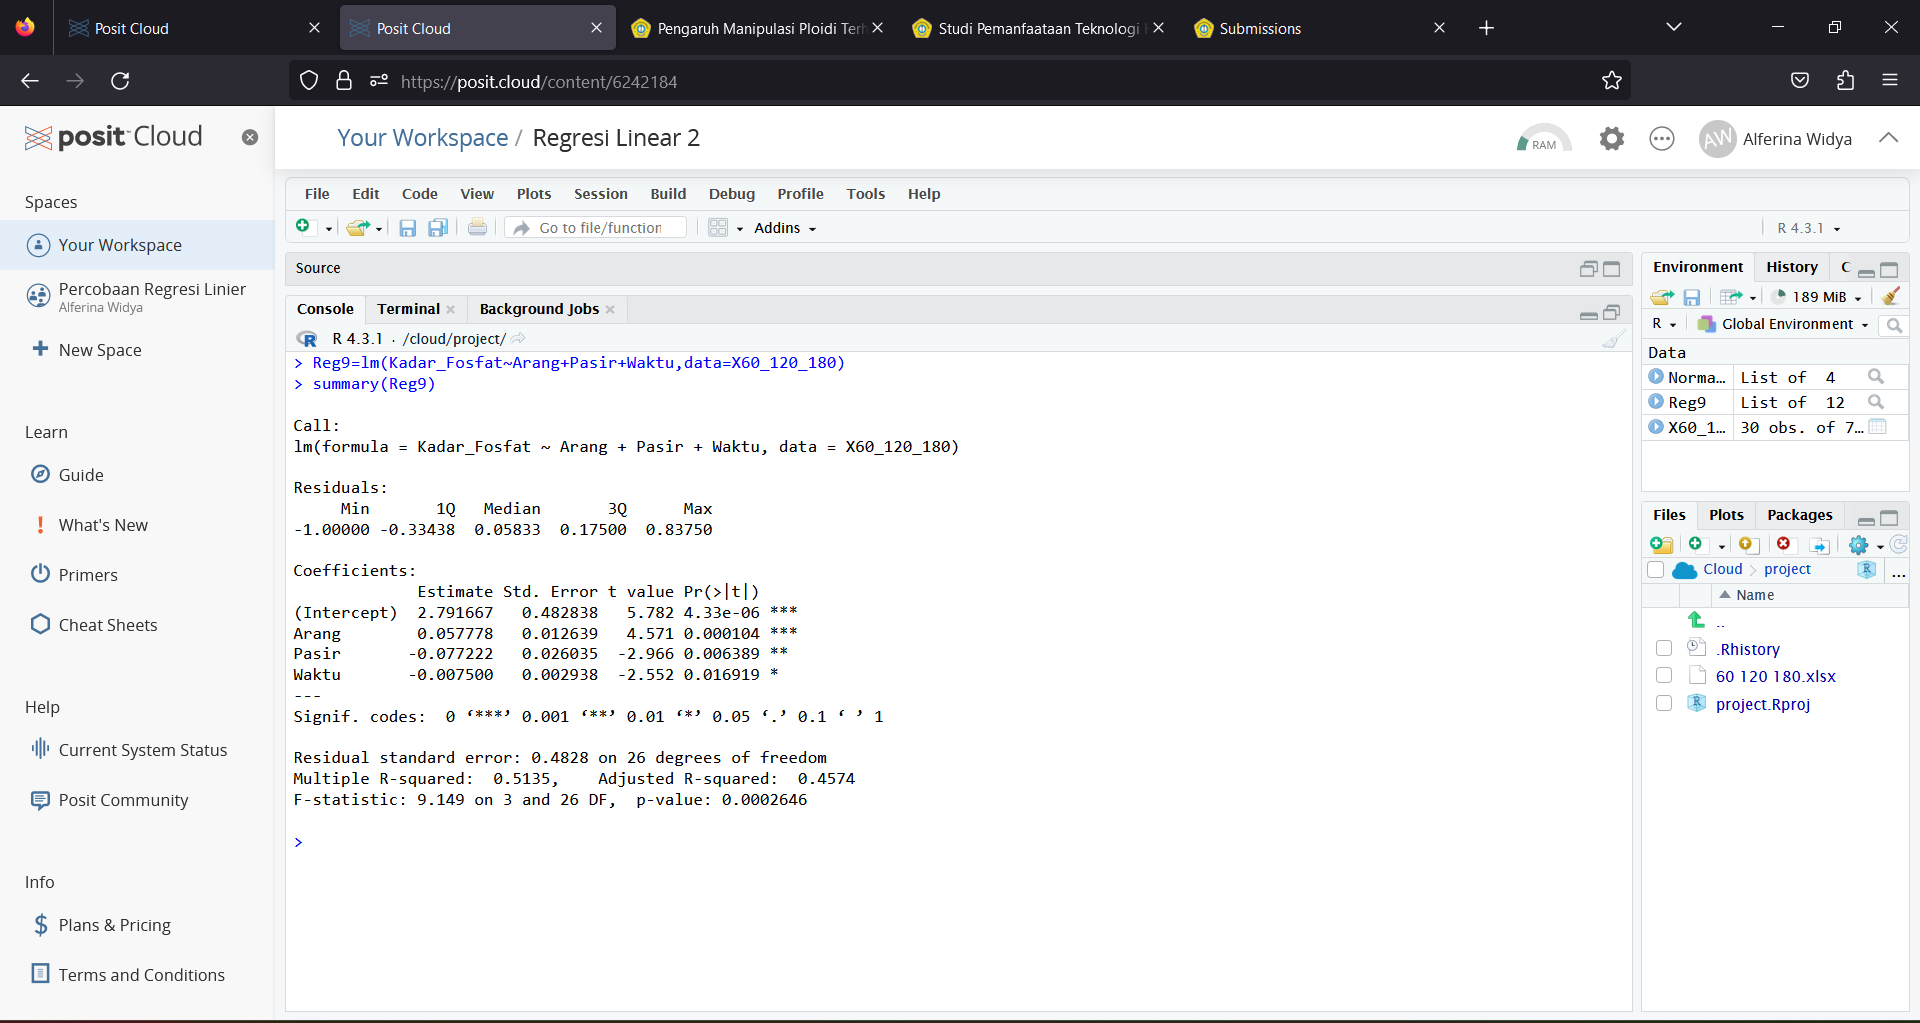 Posit Cloud
Posit Cloud
Pengaruh Manipulasi Ploidi Terh
Studi Pemanfaataan Teknologi
Submissions
https://posit.cloud/content/6242184
posit Cloud
Your Workspace / Regresi Linear 2
RAM
AW
Alferina Widya
Spaces
Your Workspace
Percobaan Regresi Linier
Alferina Widya
New Space
Learn
Guide
What's New
Primers
Cheat Sheets
Help
Current System Status
Posit Community
Info
Plans & Pricing
Terms and Conditions
File Edit Code View Plots Session Build Debug Profile Tools Help
Go to file/function
Addins
R 4.3.1
Source
Console Terminal Background Jobs
R 4.3.1 · /cloud/project/
> Reg9=lm(Kadar_Fosfat~Arang+Pasir+Waktu,data=X60_120_180)
> summary(Reg9)
Call:
lm(formula = Kadar_Fosfat ~ Arang + Pasir + Waktu, data = X60_120_180)
Residuals:
Min 1Q Median 3Q Max
-1.00000 -0.33438 0.05833 0.17500 0.83750
Coefficients:
Estimate Std. Error t value Pr(>|t|)
(Intercept) 2.791667 0.482838 5.782 4.33e-06 ***
Arang 0.057778 0.012639 4.571 0.000104 ***
Pasir -0.077222 0.026035 -2.966 0.006389 **
Waktu -0.007500 0.002938 -2.552 0.016919 *
---
Signif. codes: 0 ‘***’ 0.001 ‘**’ 0.01 ‘*’ 0.05 ‘.’ 0.1 ‘ ’ 1
Residual standard error: 0.4828 on 26 degrees of freedom
Multiple R-squared: 0.5135, Adjusted R-squared: 0.4574
F-statistic: 9.149 on 3 and 26 DF, p-value: 0.0002646
>
Environment History C
189 MiB
R Global Environment
Data
Norma… List of 4
Reg9 List of 12
X60_1… 30 obs. of 7…
Files Plots Packages
Cloud > project
...
Name
..
.Rhistory
60 120 180.xlsx
project.Rproj